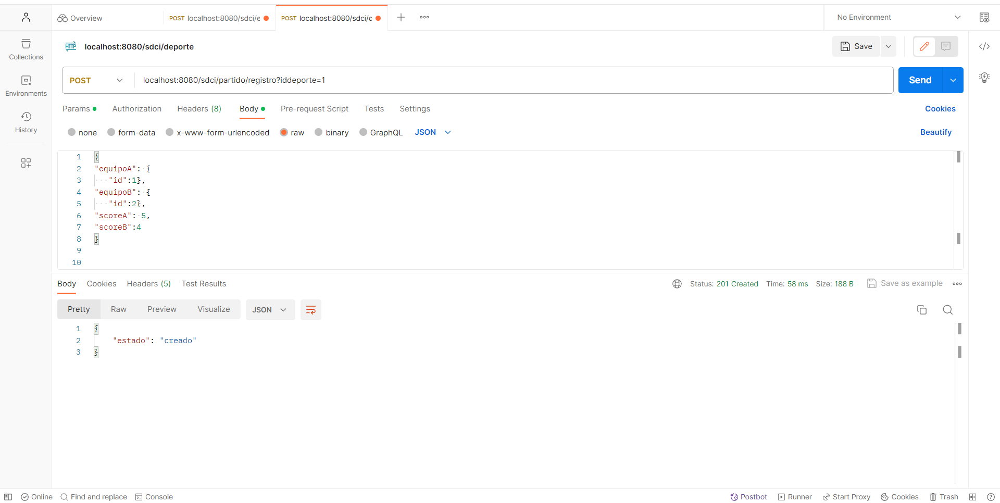 Overview
POST localhost:8080/sdci/e
POST localhost:8080/sdci/d
No Environment
HTTP localhost:8080/sdci/deporte
Save
Collections
Environments
History
POST localhost:8080/sdci/partido/registro?iddeporte=1
Send
Params Authorization Headers (8) Body Pre-request Script Tests Settings Cookies
none form-data x-www-form-urlencoded raw binary GraphQL JSON Beautify
1 {
2 "equipoA": {
3 "id":1},
4 "equipoB": {
5 "id":2},
6 "scoreA": 5,
7 "scoreB":4
8 }
9
10
Body Cookies Headers (5) Test Results Status: 201 Created Time: 58 ms Size: 188 B Save as example
Pretty Raw Preview Visualize JSON
1 {
2 "estado": "creado"
3 }
Online Find and replace Console Postbot Runner Start Proxy Cookies Trash